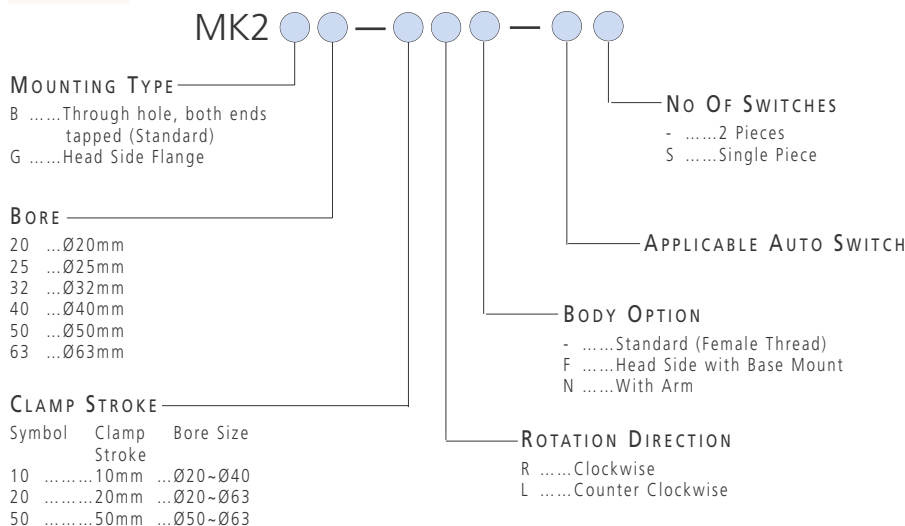 MK2 — —
MOUNTING TYPE
B ......Through hole, both ends
tapped (Standard)
G ......Head Side Flange
BORE
20 ...Ø20mm
25 ...Ø25mm
32 ...Ø32mm
40 ...Ø40mm
50 ...Ø50mm
63 ...Ø63mm
CLAMP STROKE
Symbol Clamp Bore Size
Stroke
10 .........10mm ...Ø20~Ø40
20 .........20mm ...Ø20~Ø63
50 .........50mm ...Ø50~Ø63
NO OF SWITCHES
- ......2 Pieces
S ......Single Piece
APPLICABLE AUTO SWITCH
BODY OPTION
- ......Standard (Female Thread)
F ......Head Side with Base Mount
N ......With Arm
ROTATION DIRECTION
R ......Clockwise
L ......Counter Clockwise